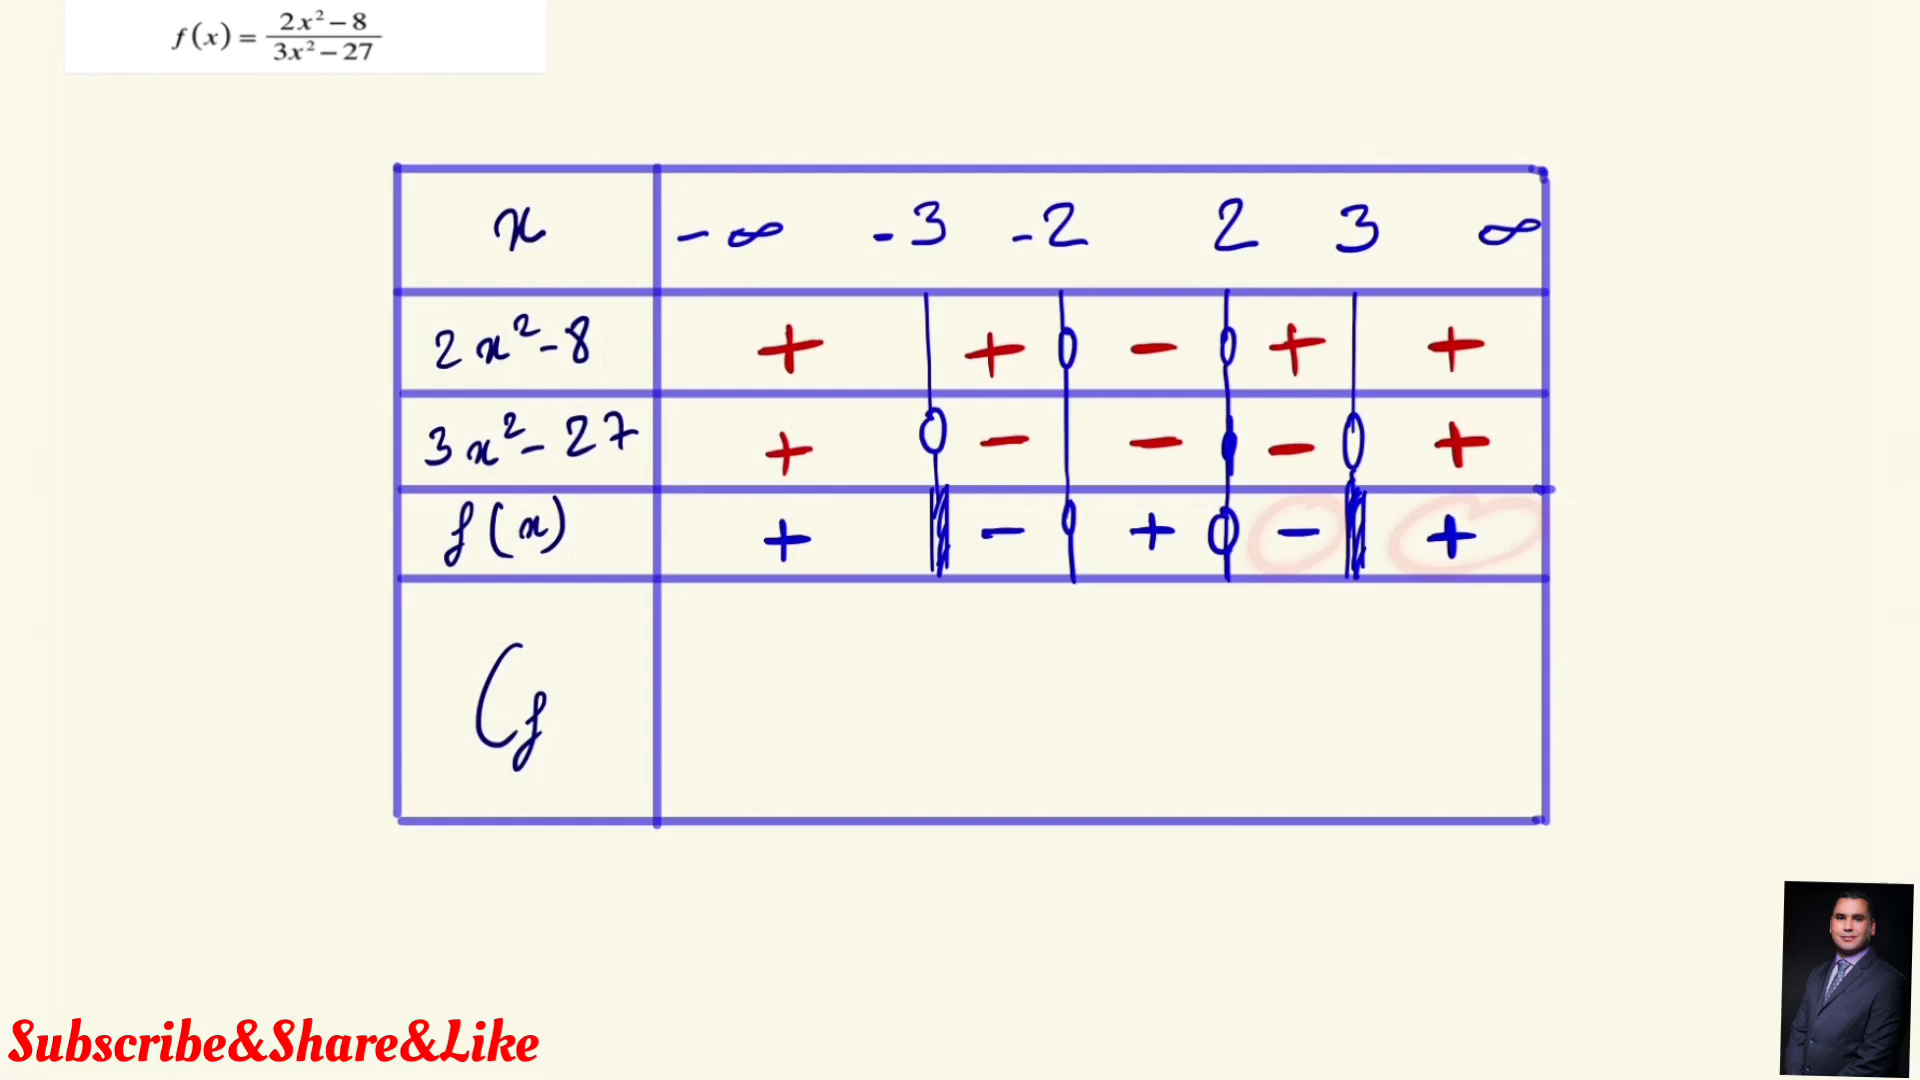 f(x) = (2x² − 8)/(3x² − 27)
x -∞ -3 -2 2 3 ∞
2x²-8 + + 0 - 0 + +
3x²-27 + 0 - - - 0 +
f(x) + || - 0 + 0 - || +
Cf
Subscribe&Share&Like